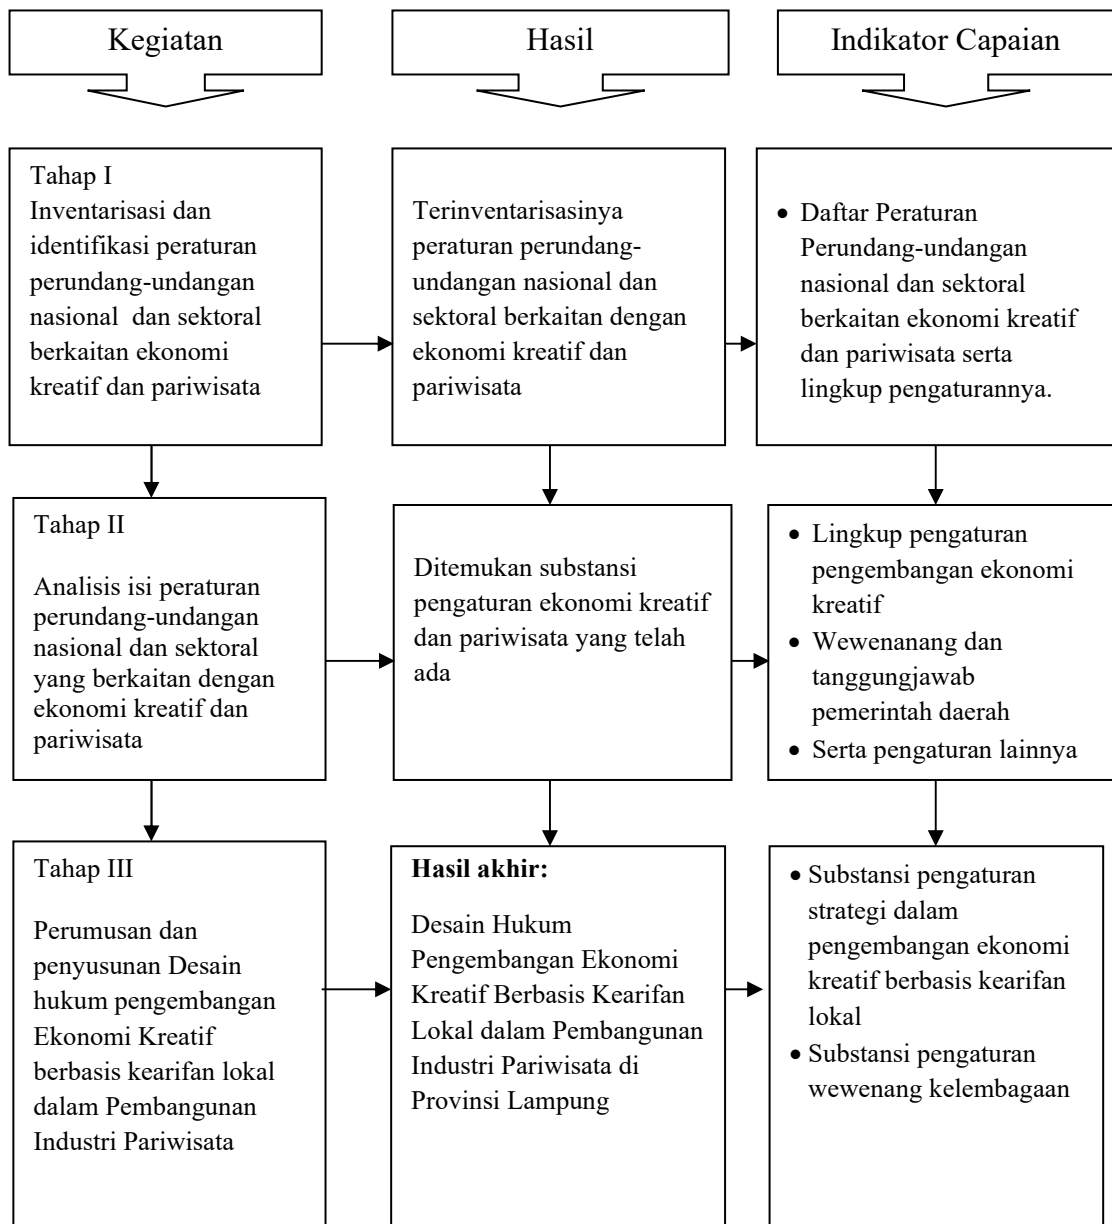 Kegiatan
Hasil
Indikator Capaian
Tahap I
Inventarisasi dan
identifikasi peraturan
perundang-undangan
nasional dan sektoral
berkaitan ekonomi
kreatif dan pariwisata
Terinventarisasinya
peraturan perundang-
undangan nasional dan
sektoral berkaitan dengan
ekonomi kreatif dan
pariwisata
• Daftar Peraturan
Perundang-undangan
nasional dan sektoral
berkaitan ekonomi kreatif
dan pariwisata serta
lingkup pengaturannya.
Tahap II
Analisis isi peraturan
perundang-undangan
nasional dan sektoral
yang berkaitan dengan
ekonomi kreatif dan
pariwisata
Ditemukan substansi
pengaturan ekonomi kreatif
dan pariwisata yang telah
ada
• Lingkup pengaturan
pengembangan ekonomi
kreatif
• Wewenanang dan
tanggungjawab
pemerintah daerah
• Serta pengaturan lainnya
Tahap III
Perumusan dan
penyusunan Desain
hukum pengembangan
Ekonomi Kreatif
berbasis kearifan lokal
dalam Pembangunan
Industri Pariwisata
Hasil akhir:
Desain Hukum
Pengembangan Ekonomi
Kreatif Berbasis Kearifan
Lokal dalam Pembangunan
Industri Pariwisata di
Provinsi Lampung
• Substansi pengaturan
strategi dalam
pengembangan ekonomi
kreatif berbasis kearifan
lokal
• Substansi pengaturan
wewenang kelembagaan